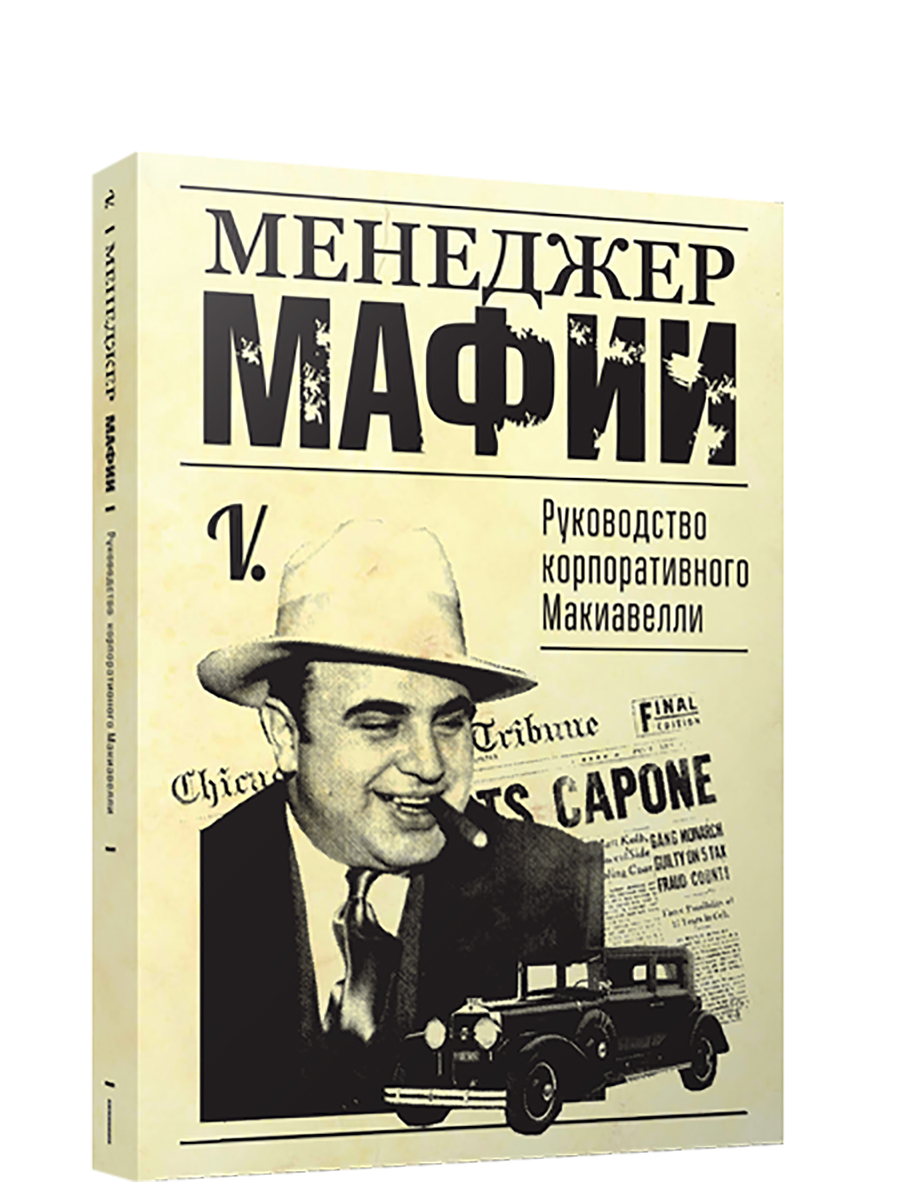 V. МЕНЕДЖЕР МАФИИ Руководство корпоративного Макиавелли
МЕНЕДЖЕР
МАФИИ
V.
Руководство
корпоративного
Макиавелли
Tribune
FINAL
EDITION
CAPONE
GANG MONARCH
GUILTY ON 5 TAX
FRAUD COUNTS